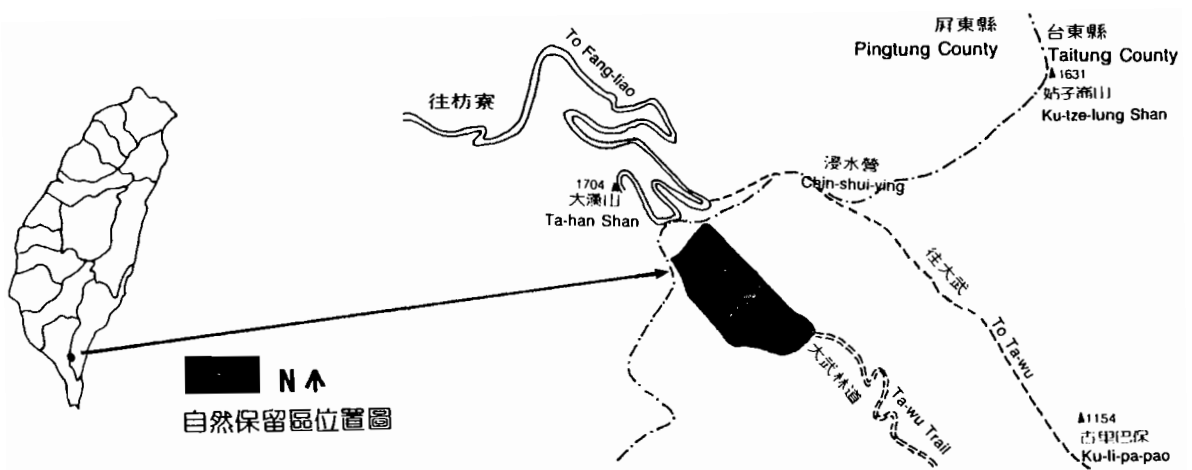 屏東縣
Pingtung County
台東縣
Taitung County
1631
姑子崙山
Ku-tze-lung Shan
To Fang-liao
往枋寮
浸水營
Chin-shui-ying
1704
大漢山
Ta-han Shan
往大武
To Ta-wu
大武林道
Ta-wu Trail
1154
古里巴保
Ku-li-pa-pao
N
自然保留區位置圖